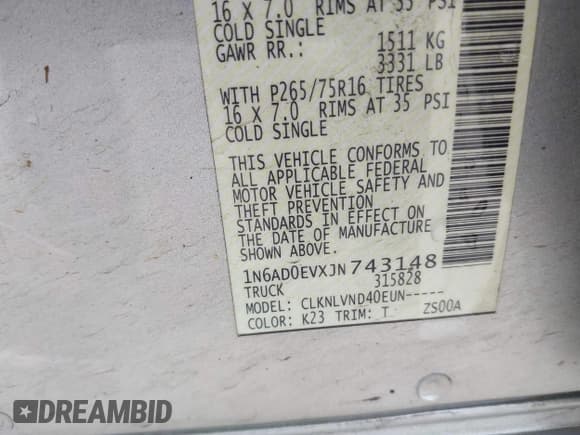 16 X 7.0 RIMS AT 35 PSI
COLD SINGLE
GAWR RR.: 1511 KG
3331 LB
WITH P265/75R16 TIRES
16 X 7.0 RIMS AT 35 PSI
COLD SINGLE
THIS VEHICLE CONFORMS TO
ALL APPLICABLE FEDERAL
MOTOR VEHICLE SAFETY AND
THEFT PREVENTION
STANDARDS IN EFFECT ON
THE DATE OF MANUFACTURE
SHOWN ABOVE.
1N6AD0EVXJN743148
TRUCK 315828
MODEL: CLKNLVND40EUN-----
COLOR: K23 TRIM: T ZS00A
DREAMBID